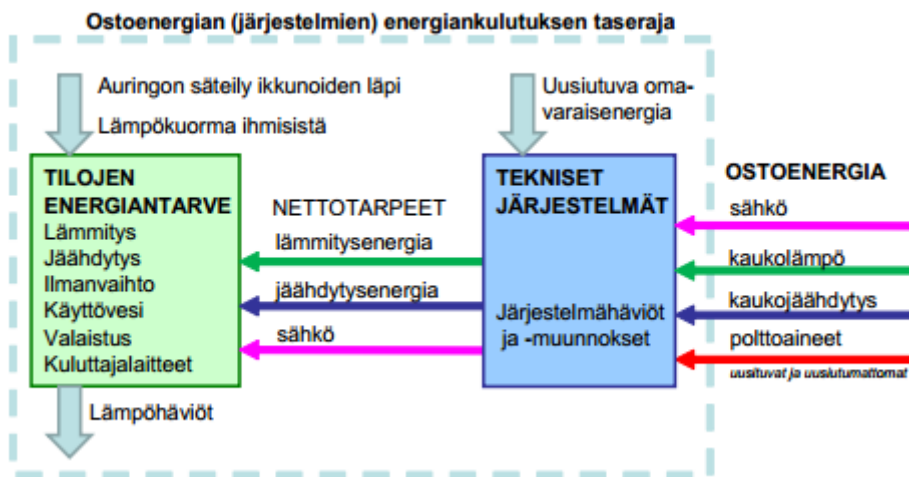 Ostoenergian (järjestelmien) energiankulutuksen taseraja
Auringon säteily ikkunoiden läpi
Lämpökuorma ihmisistä
Uusiutuva oma-
varaisenergia
TILOJEN
ENERGIANTARVE
Lämmitys
Jäähdytys
Ilmanvaihto
Käyttövesi
Valaistus
Kuluttajalaitteet
NETTOTARPEET
lämmitysenergia
jäähdytysenergia
sähkö
TEKNISET
JÄRJESTELMÄT
Järjestelmähäviöt
ja -muunnokset
OSTOENERGIA
sähkö
kaukolämpö
kaukojäähdytys
polttoaineet
uusituvat ja uusiutumattomat
Lämpöhäviöt